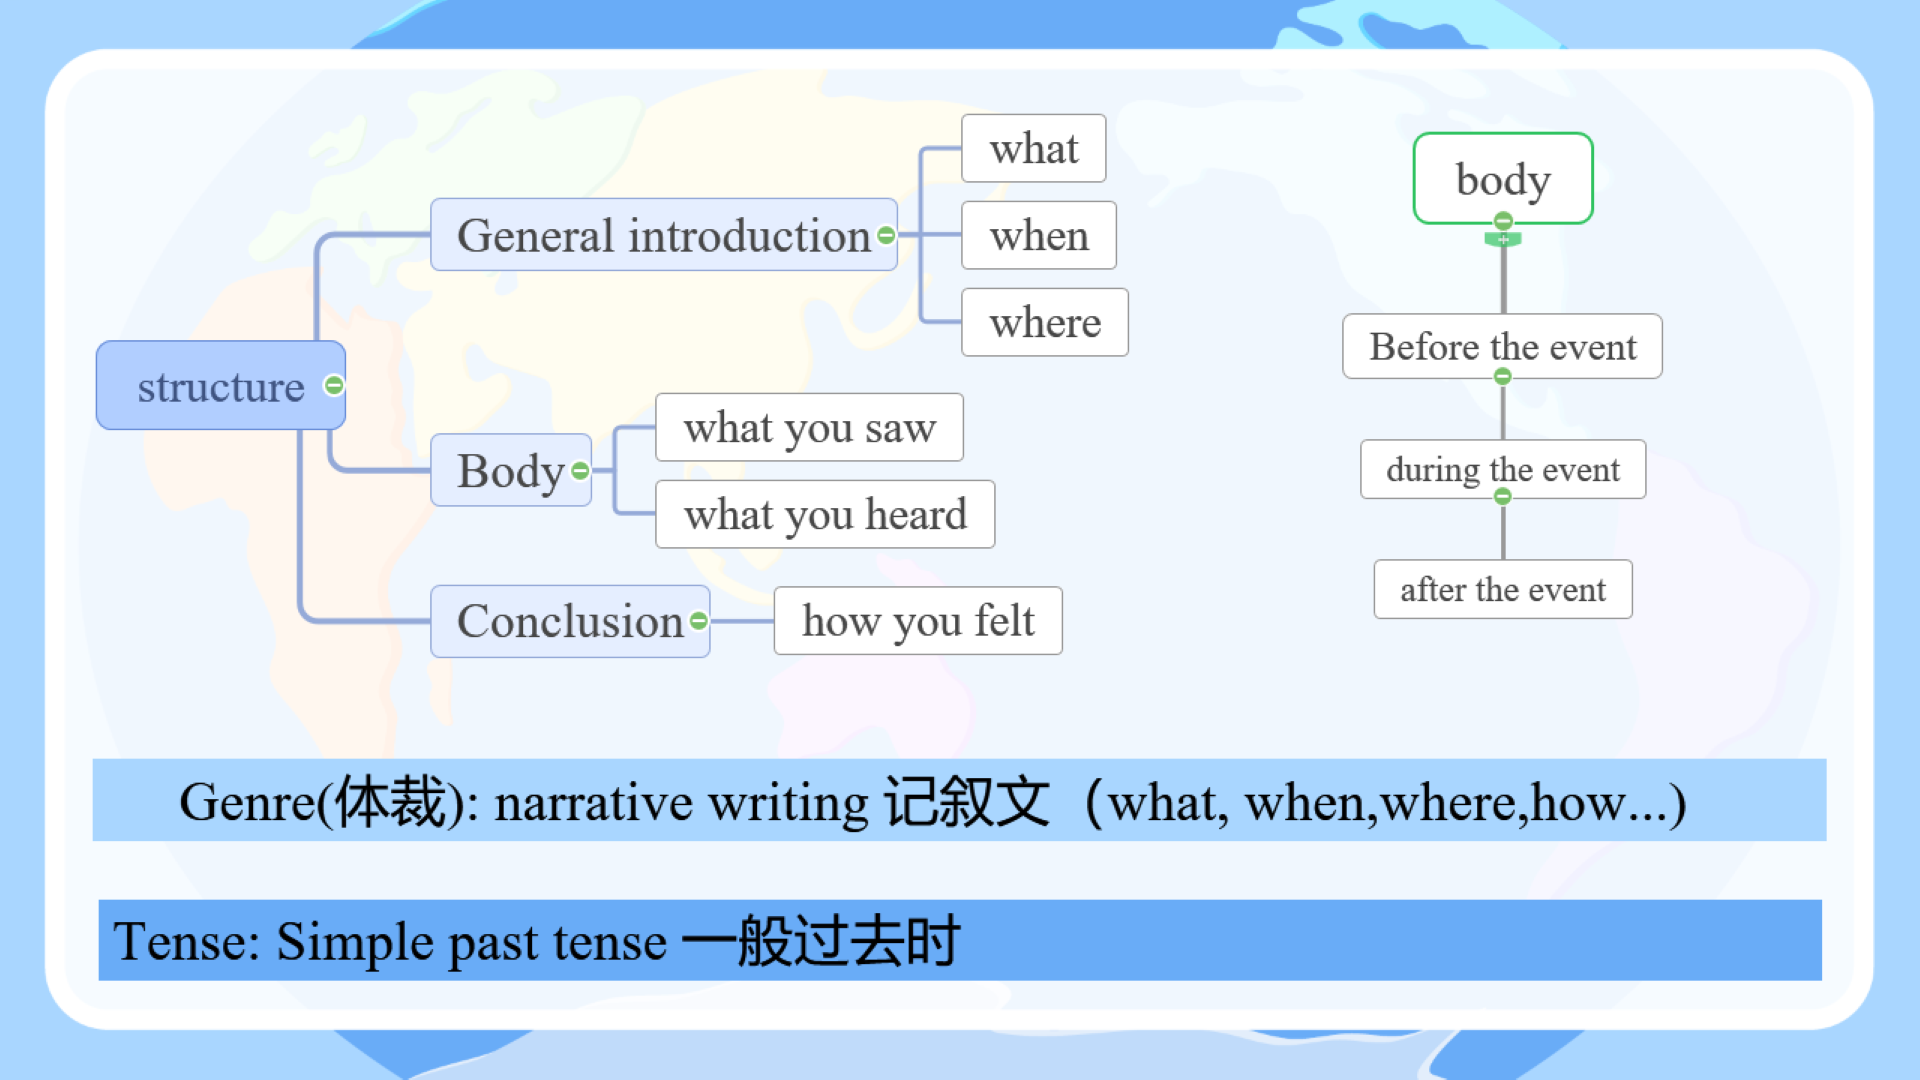 structure
General introduction
what
when
where
Body
what you saw
what you heard
Conclusion
how you felt
body
Before the event
during the event
after the event
Genre(体裁): narrative writing 记叙文（what, when,where,how...)
Tense: Simple past tense 一般过去时